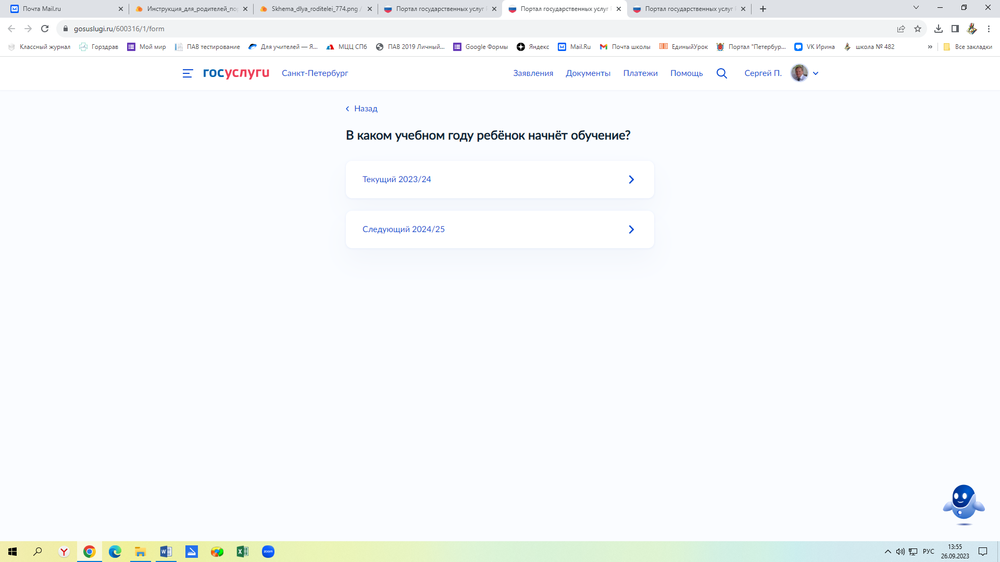 Почта Mail.ru
Инструкция_для_родителей_пор
Skhema_dlya_roditelei_774.png /
Портал государственных услуг Р
Портал государственных услуг Р
Портал государственных услуг Р
gosuslugi.ru/600316/1/form
Классный журнал
Горздрав
Мой мир
ПАВ тестирование
Для учителей — Я...
МЦЦ СПб
ПАВ 2019 Личный...
Google Формы
Яндекс
Mail.Ru
Почта школы
ЕдиныйУрок
Портал "Петербур...
VK Ирина
школа № 482
»
Все закладки
госуслуги
Санкт-Петербург
Заявления
Документы
Платежи
Помощь
Сергей П.
Назад
В каком учебном году ребёнок начнёт обучение?
Текущий 2023/24
Следующий 2024/25
zoom
РУС
13:55
26.09.2023